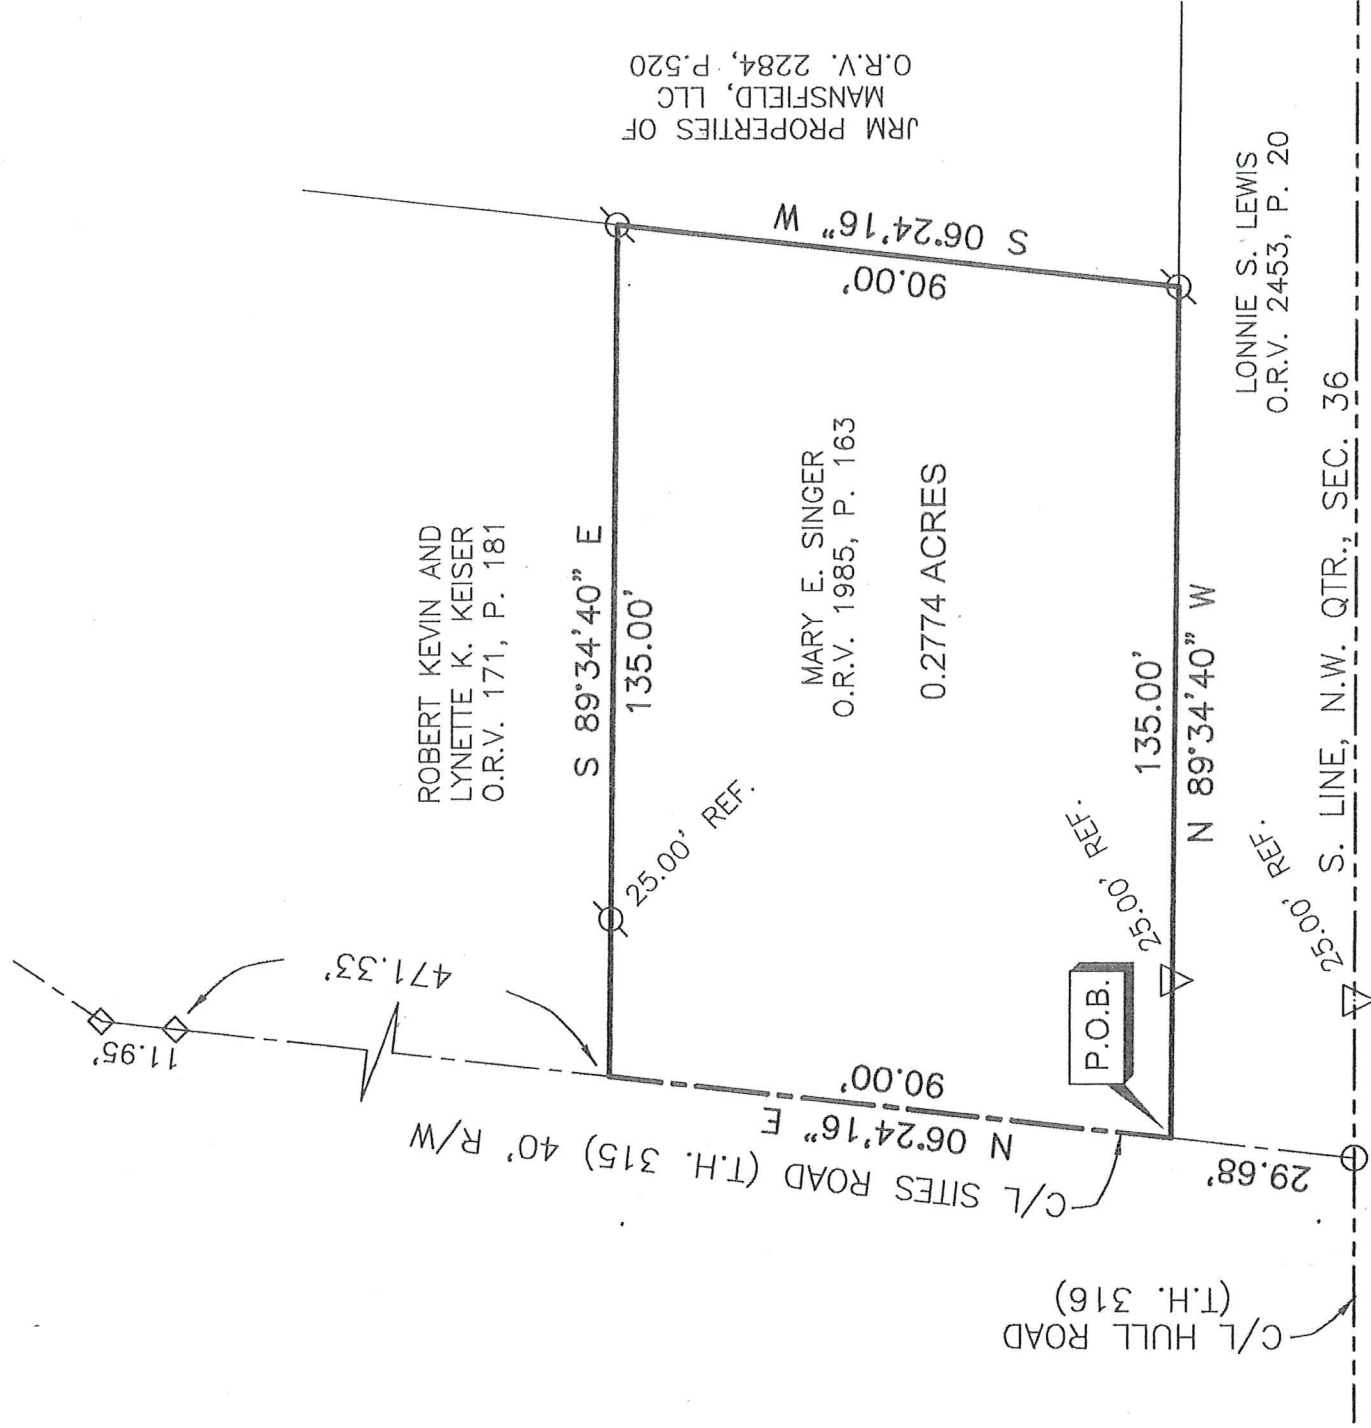 JRM PROPERTIES OF
MANSFIELD, LLC
O.R.V. 2284, P.520
S 06°24'16" W
90.00'
LONNIE S. LEWIS
O.R.V. 2453, P. 20
ROBERT KEVIN AND
LYNETTE K. KEISER
O.R.V. 171, P. 181
S 89°34'40" E
135.00'
MARY E. SINGER
O.R.V. 1985, P. 163
0.2774 ACRES
25.00' REF.
135.00'
N 89°34'40" W
25.00' REF.
S. LINE, N.W. QTR., SEC. 36
25.00' REF.
P.O.B.
471.33'
11.95'
90.00'
N 06°24'16" E
C/L SITES ROAD (T.H. 315) 40' R/W
29.68'
C/L HULL ROAD
(T.H. 316)